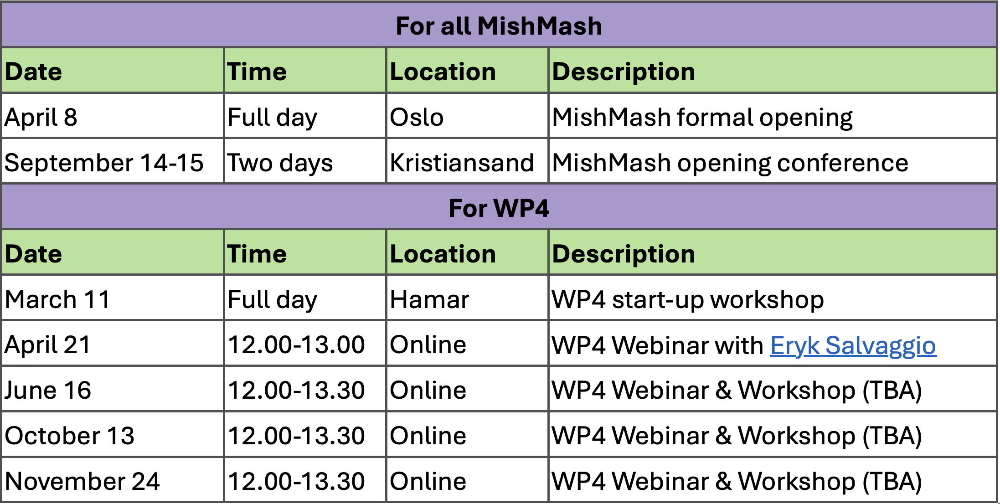 For all MishMash
Date Time Location Description
April 8 Full day Oslo MishMash formal opening
September 14-15 Two days Kristiansand MishMash opening conference
For WP4
Date Time Location Description
March 11 Full day Hamar WP4 start-up workshop
April 21 12.00-13.00 Online WP4 Webinar with Eryk Salvaggio
June 16 12.00-13.30 Online WP4 Webinar & Workshop (TBA)
October 13 12.00-13.30 Online WP4 Webinar & Workshop (TBA)
November 24 12.00-13.30 Online WP4 Webinar & Workshop (TBA)